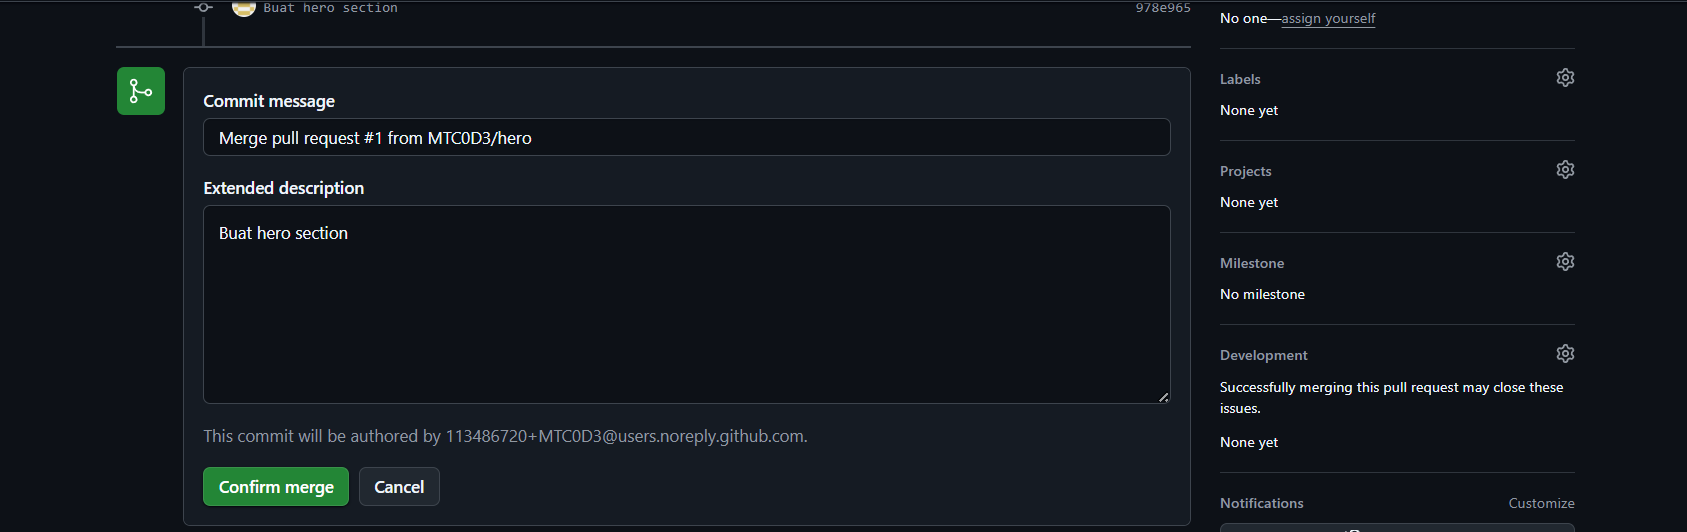 Buat hero section 978e965
Commit message
Merge pull request #1 from MTC0D3/hero
Extended description
Buat hero section
This commit will be authored by 113486720+MTC0D3@users.noreply.github.com.
Confirm merge Cancel
No one—assign yourself
Labels
None yet
Projects
None yet
Milestone
No milestone
Development
Successfully merging this pull request may close these
issues.
None yet
Notifications Customize